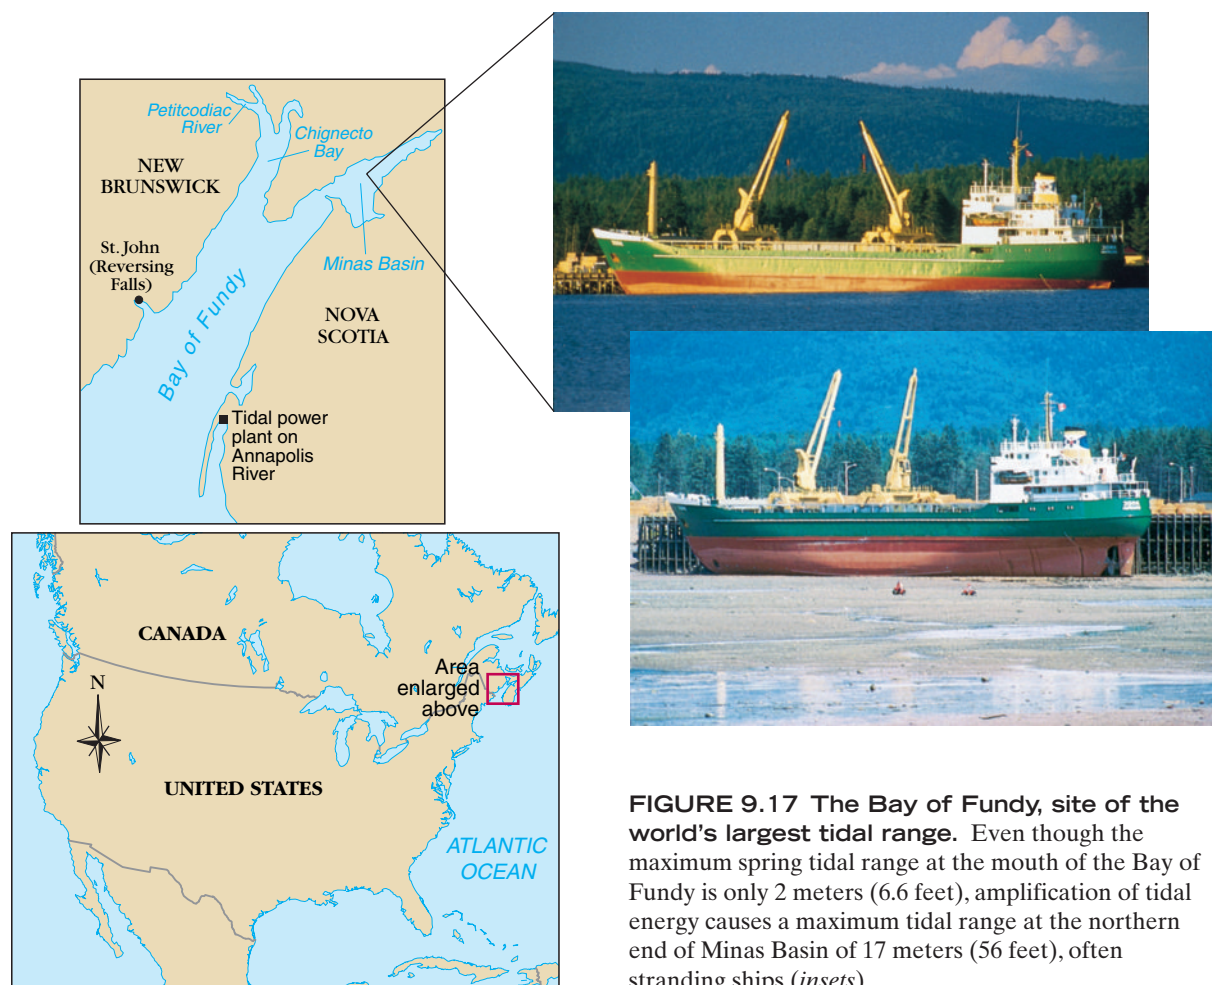 Petitcodiac
River
Chignecto
Bay
NEW
BRUNSWICK
St. John
(Reversing
Falls)
Minas Basin
Bay of Fundy
NOVA
SCOTIA
Tidal power
plant on
Annapolis
River
CANADA
Area
enlarged
above
N
UNITED STATES
ATLANTIC
OCEAN
FIGURE 9.17 The Bay of Fundy, site of the
world's largest tidal range. Even though the
maximum spring tidal range at the mouth of the Bay of
Fundy is only 2 meters (6.6 feet), amplification of tidal
energy causes a maximum tidal range at the northern
end of Minas Basin of 17 meters (56 feet), often
stranding ships (insets)